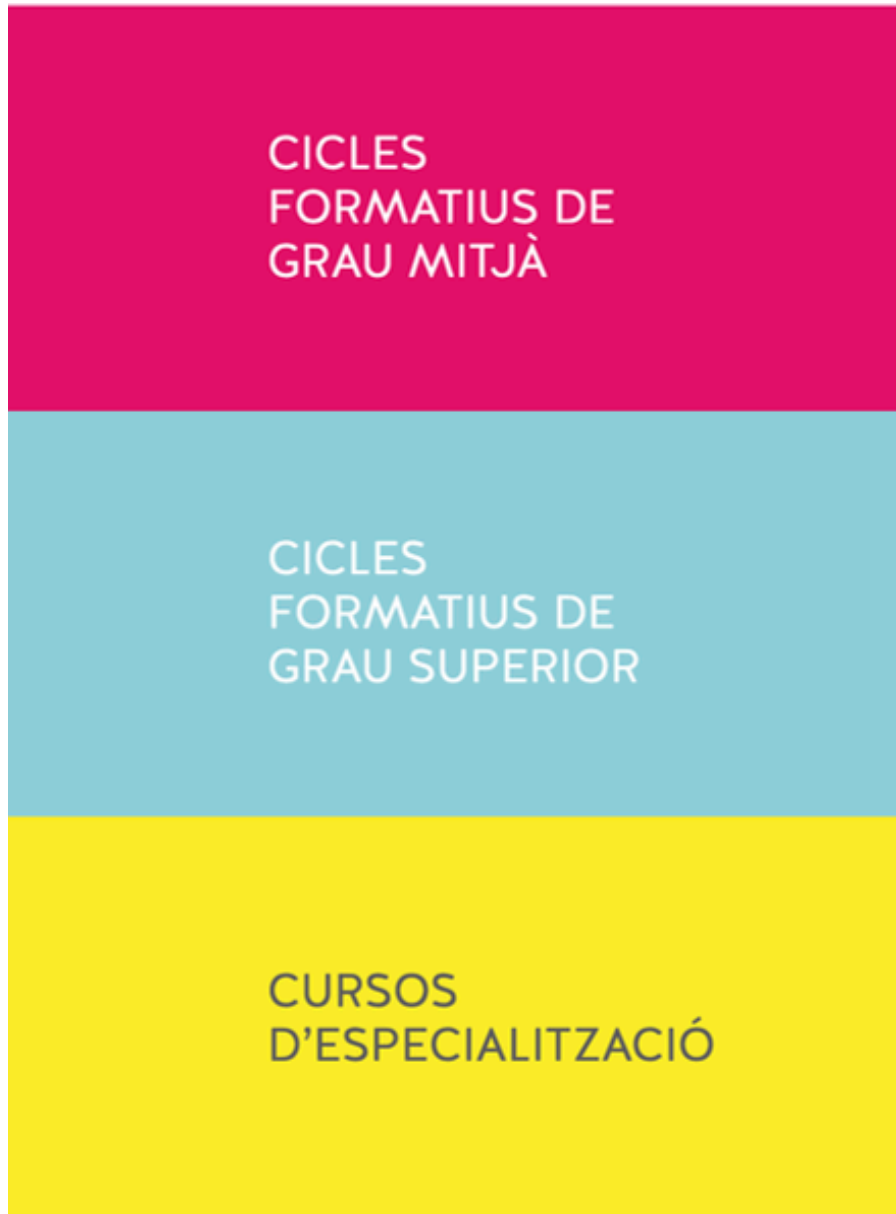 CICLES
FORMATIUS DE
GRAU MITJÀ
CICLES
FORMATIUS DE
GRAU SUPERIOR
CURSOS
D’ESPECIALITZACIÓ